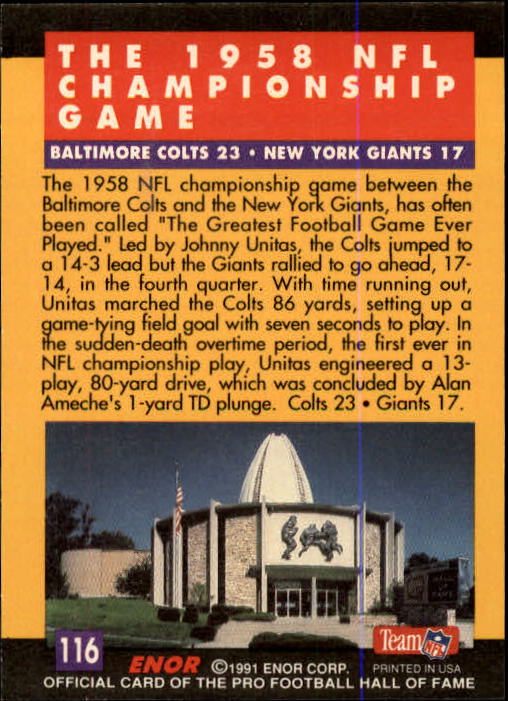 THE 1958 NFL
CHAMPIONSHIP
GAME
BALTIMORE COLTS 23 • NEW YORK GIANTS 17
The 1958 NFL championship game between the
Baltimore Colts and the New York Giants, has often
been called "The Greatest Football Game Ever
Played." Led by Johnny Unitas, the Colts jumped to
a 14-3 lead but the Giants rallied to go ahead, 17-
14, in the fourth quarter. With time running out,
Unitas marched the Colts 86 yards, setting up a
game-tying field goal with seven seconds to play. In
the sudden-death overtime period, the first ever in
NFL championship play, Unitas engineered a 13-
play, 80-yard drive, which was concluded by Alan
Ameche's 1-yard TD plunge. Colts 23 • Giants 17.
116
Team NFL
ENOR ©1991 ENOR CORP. PRINTED IN USA
OFFICIAL CARD OF THE PRO FOOTBALL HALL OF FAME